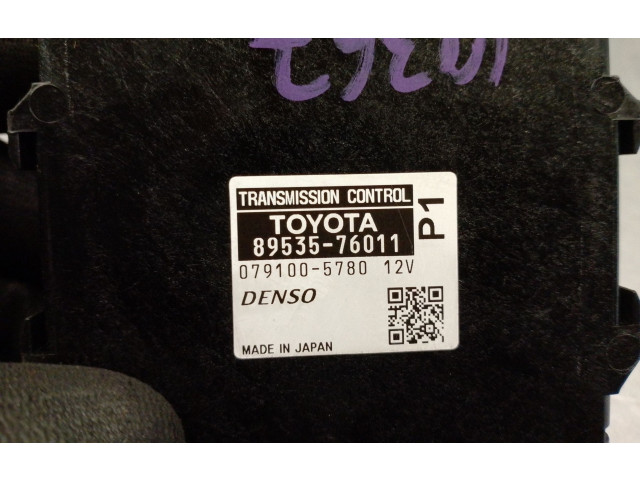 TRANSMISSION CONTROL
TOYOTA
89535-76011
P1
079100-5780 12V
DENSO
MADE IN JAPAN